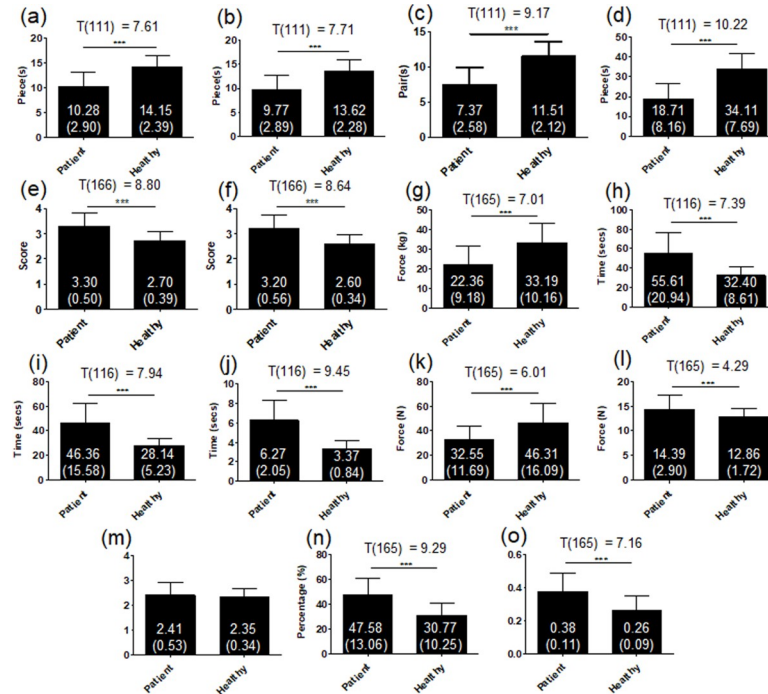 (a)
T(111) = 7.61
***
Piece(s)
20
15
10
5
0
10.28
(2.90)
14.15
(2.39)
Patient
Healthy
(b)
T(111) = 7.71
***
Piece(s)
20
15
10
5
0
9.77
(2.89)
13.62
(2.28)
Patient
Healthy
(c)
T(111) = 9.17
***
Pair(s)
15
10
5
0
7.37
(2.58)
11.51
(2.12)
Patient
Healthy
(d)
T(111) = 10.22
***
Piece(s)
50
40
30
20
10
0
18.71
(8.16)
34.11
(7.69)
Patient
Healthy
(e)
T(166) = 8.80
***
Score
4
3
2
1
0
3.30
(0.50)
2.70
(0.39)
Patient
Healthy
(f)
T(166) = 8.64
***
Score
4
3
2
1
0
3.20
(0.56)
2.60
(0.34)
Patient
Healthy
(g)
T(165) = 7.01
***
Force (kg)
50
40
30
20
10
0
22.36
(9.18)
33.19
(10.16)
Patient
Healthy
(h)
T(116) = 7.39
***
Time (secs)
100
80
60
40
20
0
55.61
(20.94)
32.40
(8.61)
Patient
Healthy
(i)
T(116) = 7.94
***
Time (secs)
80
60
40
20
0
46.36
(15.58)
28.14
(5.23)
Patient
Healthy
(j)
T(116) = 9.45
***
Time (secs)
10
8
6
4
2
0
6.27
(2.05)
3.37
(0.84)
Patient
Healthy
(k)
T(165) = 6.01
***
Force (N)
80
60
40
20
0
32.55
(11.69)
46.31
(16.09)
Patient
Healthy
(l)
T(165) = 4.29
***
Force (N)
20
15
10
5
0
14.39
(2.90)
12.86
(1.72)
Patient
Healthy
(m)
4
3
2
1
0
2.41
(0.53)
2.35
(0.34)
Patient
Healthy
(n)
T(165) = 9.29
***
Percentage (%)
100
80
60
40
20
0
47.58
(13.06)
30.77
(10.25)
Patient
Healthy
(o)
T(165) = 7.16
***
0.6
0.4
0.2
0.0
0.38
(0.11)
0.26
(0.09)
Patient
Healthy